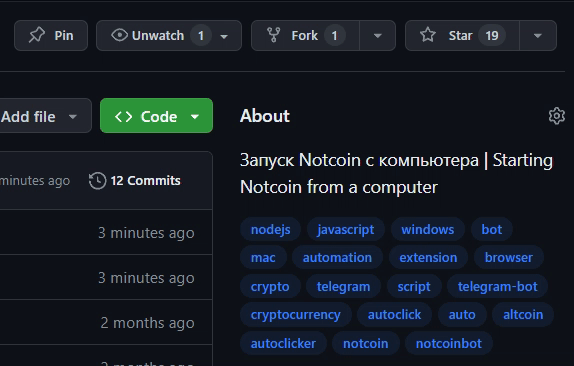 Pin Unwatch 1 Fork 1 Star 19
Add file Code About
Запуск Notcoin с компьютера | Starting
Notcoin from a computer
minutes ago 12 Commits
3 minutes ago
3 minutes ago
2 months ago
nodejs javascript windows bot
mac automation extension browser
crypto telegram script telegram-bot
cryptocurrency autoclick auto altcoin
autoclicker notcoin notcoinbot